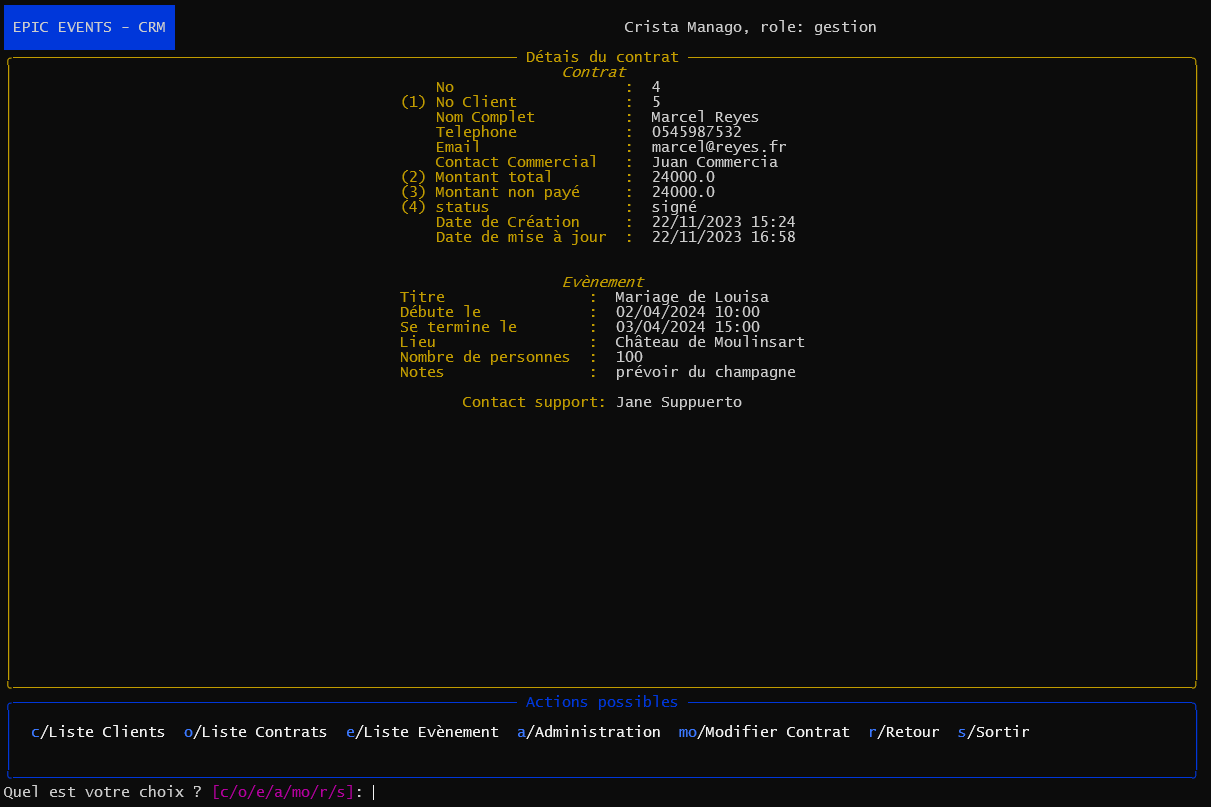 EPIC EVENTS - CRM
Crista Manago, role: gestion
Détais du contrat
Contrat
No : 4
(1) No Client : 5
Nom Complet : Marcel Reyes
Telephone : 0545987532
Email : marcel@reyes.fr
Contact Commercial : Juan Commercia
(2) Montant total : 24000.0
(3) Montant non payé : 24000.0
(4) status : signé
Date de Création : 22/11/2023 15:24
Date de mise à jour : 22/11/2023 16:58
Evènement
Titre : Mariage de Louisa
Débute le : 02/04/2024 10:00
Se termine le : 03/04/2024 15:00
Lieu : Château de Moulinsart
Nombre de personnes : 100
Notes : prévoir du champagne
Contact support: Jane Suppuerto
Actions possibles
c/Liste Clients o/Liste Contrats e/Liste Evènement a/Administration mo/Modifier Contrat r/Retour s/Sortir
Quel est votre choix ? [c/o/e/a/mo/r/s]: